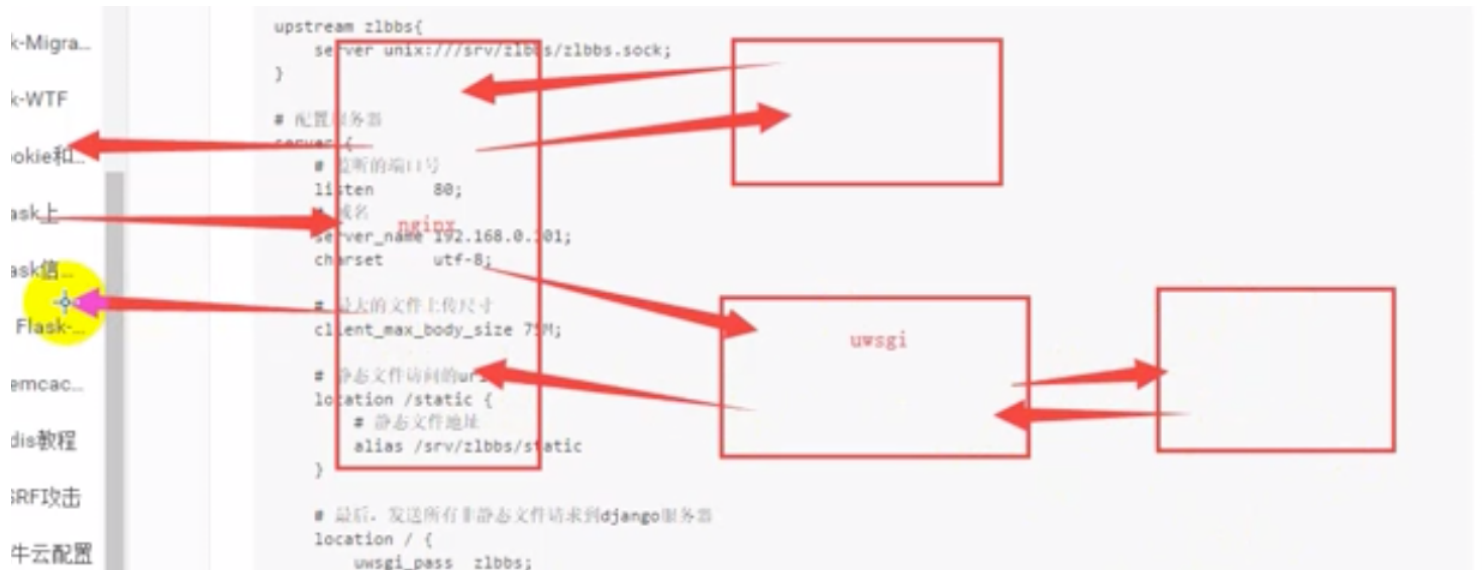 k-Migra...
k-WTF
okie和...
ask上
ask信...
Flask-...
emcac...
dis教程
SRF攻击
牛云配置
upstream zlbbs{
server unix:///srv/zlbbs/zlbbs.sock;
}
# 配置服务器
server {
# 监听的端口号
listen 80;
# 域名
server_name 192.168.0.101;
charset utf-8;
# 最大的文件上传尺寸
client_max_body_size 75M;
# 静态文件访问的url
location /static {
# 静态文件地址
alias /srv/zlbbs/static
}
# 最后，发送所有非静态文件请求到django服务器
location / {
uwsgi_pass zlbbs;
nginx
uwsgi